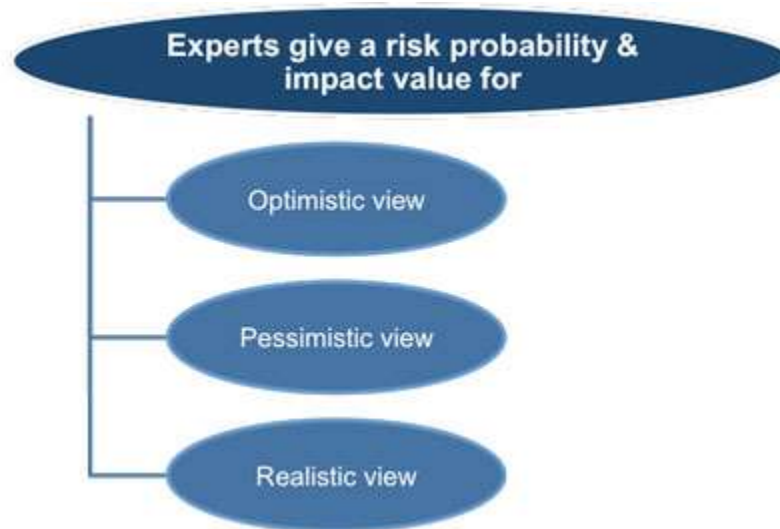 Experts give a risk probability &
impact value for
Optimistic view
Pessimistic view
Realistic view